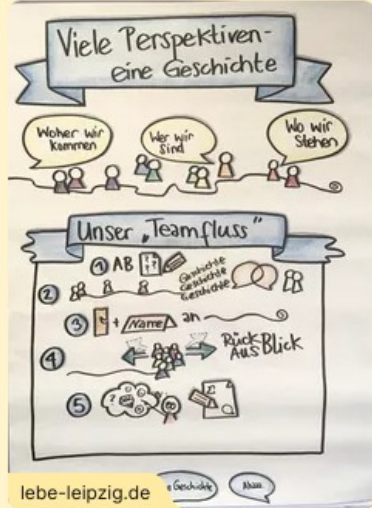 Viele Perspektiven-
eine Geschichte
Woher wir
kommen
Wer wir
sind
Wo wir
stehen
Unser „Teamfluss“
1 AB
2
Geschichte
Geschichte
Geschichte
3 + Name an
4
Rück
Aus Blick
5
?
Σ
Geschichte
lebe-leipzig.de